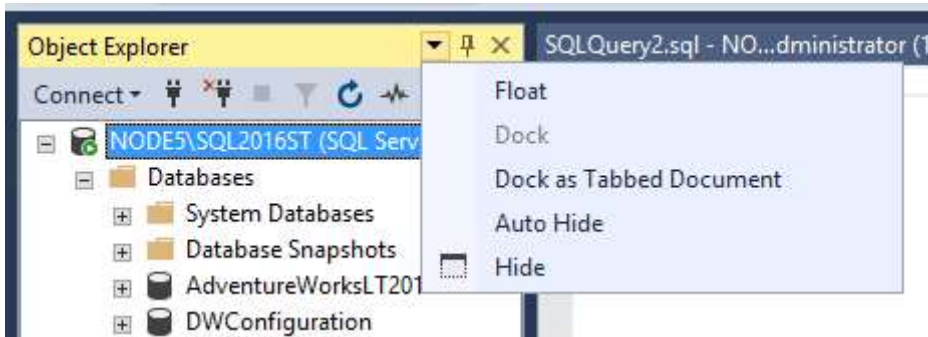 Object Explorer
SQLQuery2.sql - NO...dministrator (1
Connect
Float
Dock
Dock as Tabbed Document
Auto Hide
Hide
NODE5\SQL2016ST (SQL Serv
Databases
System Databases
Database Snapshots
AdventureWorksLT201
DWConfiguration